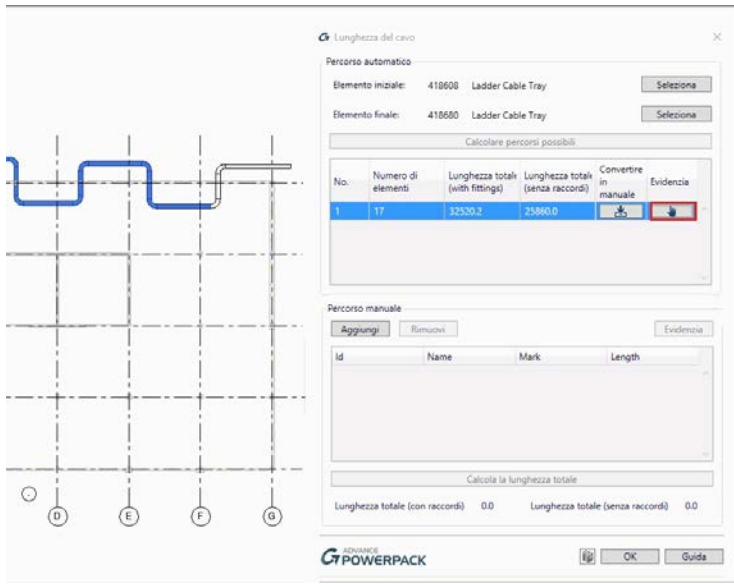 Lunghezza del cavo
Percorso automatico
Elemento iniziale: 418608 Ladder Cable Tray Seleziona
Elemento finale: 418680 Ladder Cable Tray Seleziona
Calcolare percorsi possibili
No. Numero di elementi Lunghezza totale (with fittings) Lunghezza totale (senza raccordi) Convertire in manuale Evidenzia
1 17 32520.2 25860.0
Percorso manuale
Aggiungi Rimuovi Evidenzia
Id Name Mark Length
Calcola la lunghezza totale
Lunghezza totale (con raccordi) 0.0 Lunghezza totale (senza raccordi) 0.0
D E F G
ADVANCE
POWERPACK
OK Guida